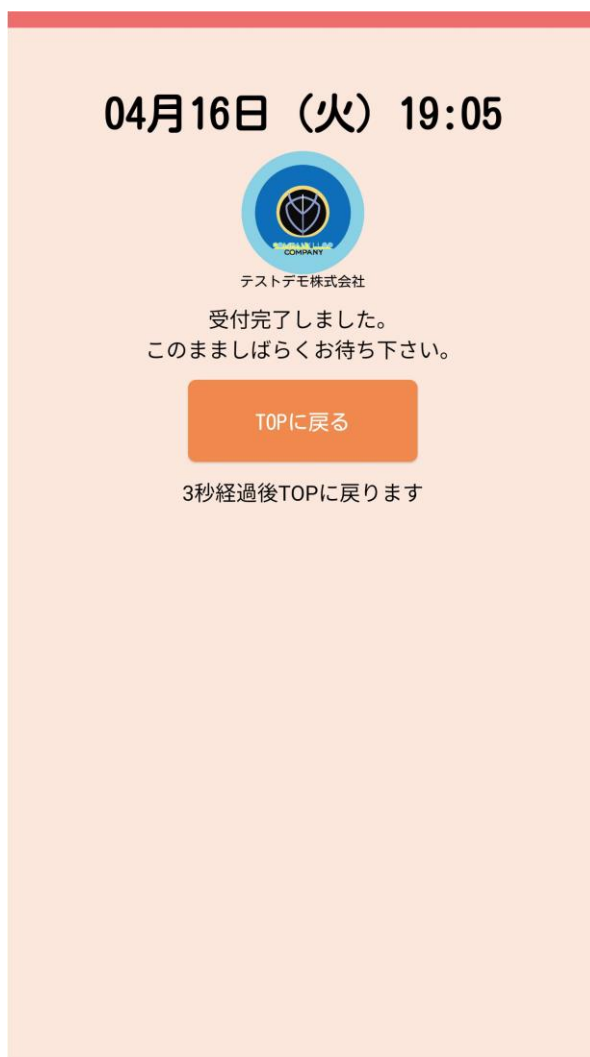 04月16日（火）19:05
COMPANY
テストデモ株式会社
受付完了しました。
このまましばらくお待ち下さい。
TOPに戻る
3秒経過後TOPに戻ります